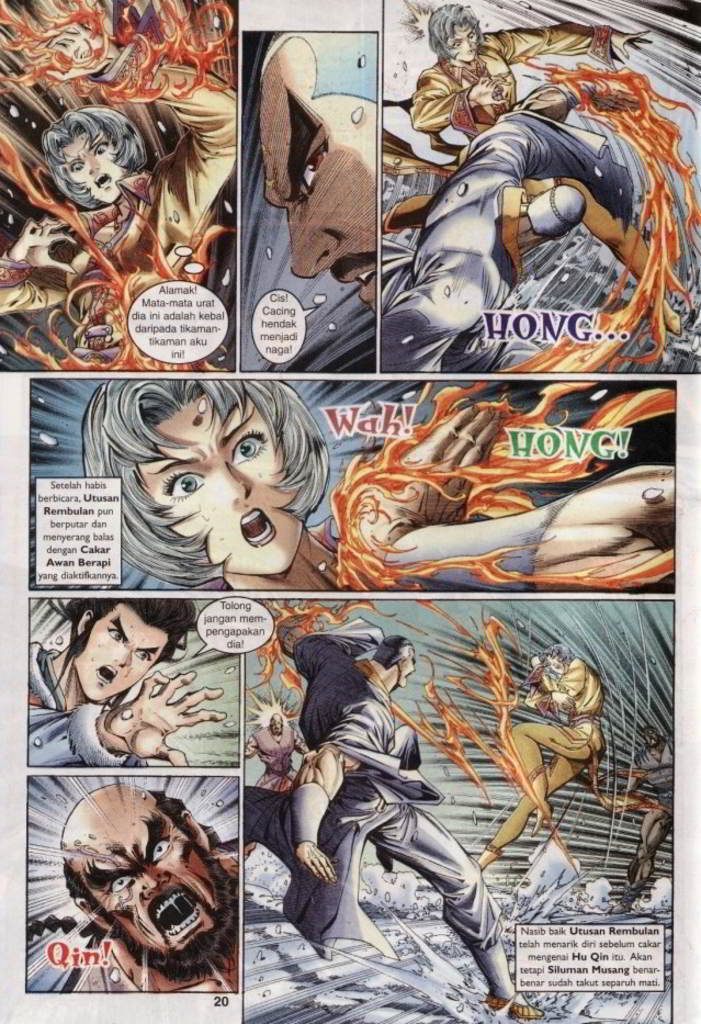 Alamak!
Mata-mata urat
dia ini adalah kebal
daripada tikaman-
tikaman aku
ini!
Cis!
Cacing
hendak
menjadi
naga!
HONG...
Wah!
HONG!
Setelah habis
berbicara, Utusan
Rembulan pun
berputar dan
menyerang balas
dengan Cakar
Awan Berapi
yang diaktifkannya.
Tolong
jangan mem-
pengapakan
dia!
Qin!
Nasib baik Utusan Rembulan
telah menarik diri sebelum cakar
mengenai Hu Qin itu. Akan
tetapi Siluman Musang benar-
benar sudah takut separuh mati.
20